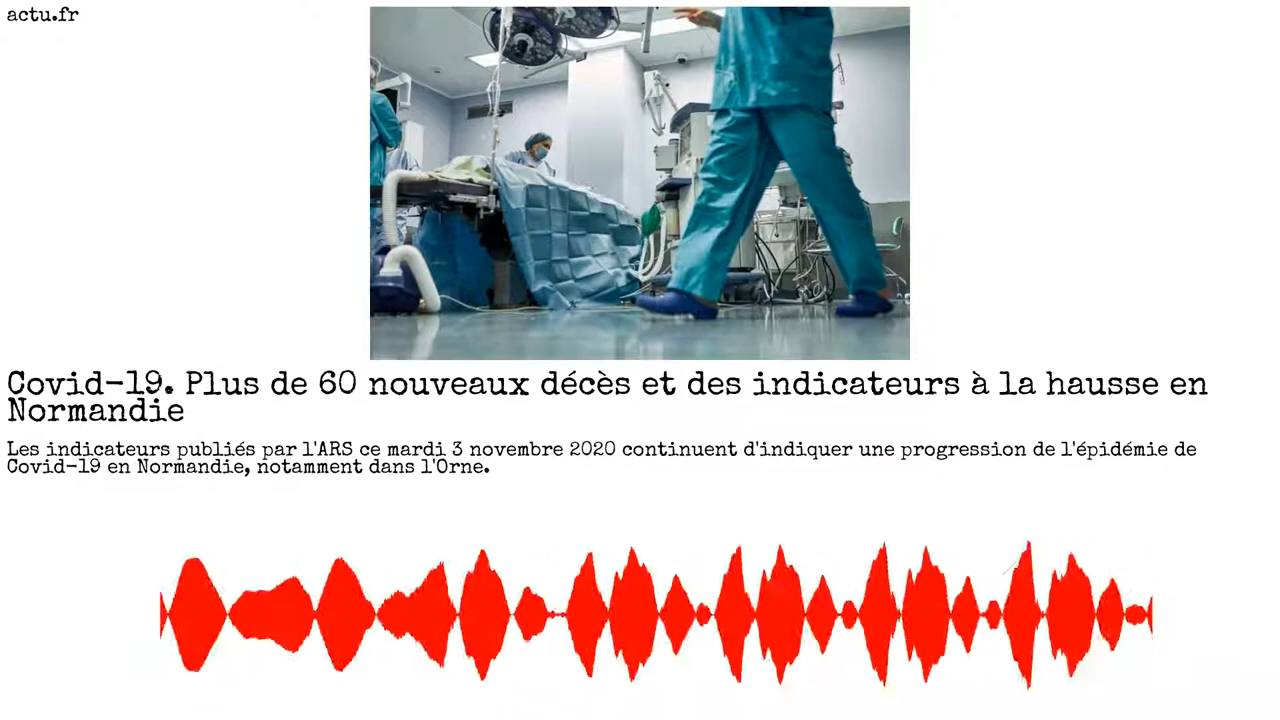 actu.fr
Covid-19. Plus de 60 nouveaux décès et des indicateurs à la hausse en
Normandie
Les indicateurs publiés par l'ARS ce mardi 3 novembre 2020 continuent d'indiquer une progression de l'épidémie de
Covid-19 en Normandie, notamment dans l'Orne.